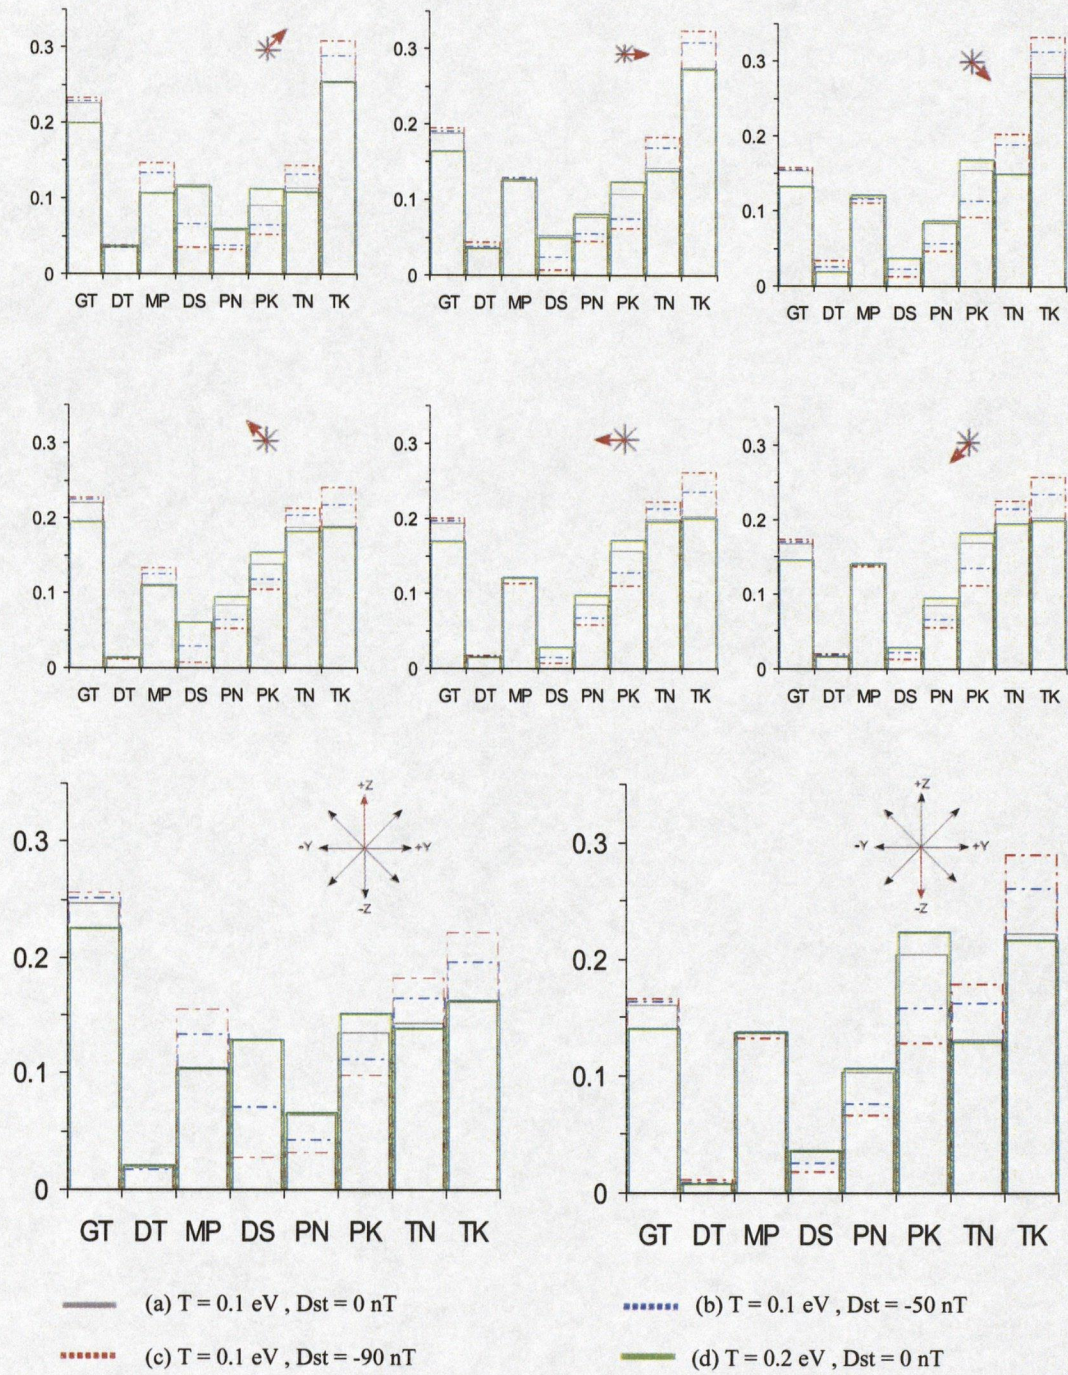 0.3
0.2
0.1
0
GT DT MP DS PN PK TN TK
0.3
0.2
0.1
0
GT DT MP DS PN PK TN TK
0.3
0.2
0.1
0
GT DT MP DS PN PK TN TK
0.3
0.2
0.1
0
GT DT MP DS PN PK TN TK
0.3
0.2
0.1
0
GT DT MP DS PN PK TN TK
0.3
0.2
0.1
0
GT DT MP DS PN PK TN TK
+Z
-Y +Y
-Z
0.3
0.2
0.1
0
GT DT MP DS PN PK TN TK
+Z
-Y +Y
-Z
0.3
0.2
0.1
0
GT DT MP DS PN PK TN TK
(a) T = 0.1 eV , Dst = 0 nT
(b) T = 0.1 eV , Dst = -50 nT
(c) T = 0.1 eV , Dst = -90 nT
(d) T = 0.2 eV , Dst = 0 nT